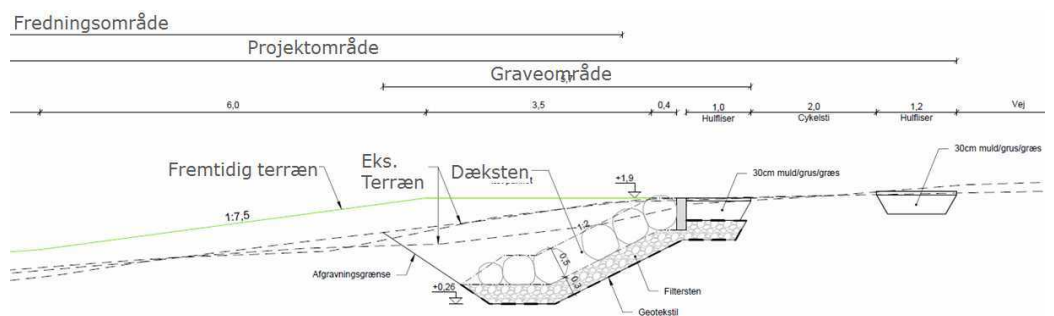 Fredningsområde
Projektområde
Graveområde
6,0
3,5
0,4
1,0
Hulfliser
2,0
Cykelsti
1,2
Hulfliser
Vej
Fremtidig terræn
Eks.
Terræn
Dæksten
30cm muld/grus/græs
30cm muld/grus/græs
+1,9
1:7,5
1:2
Afgravningsgrænse
0,5
0,3
+0,26
Filtersten
Geotekstil